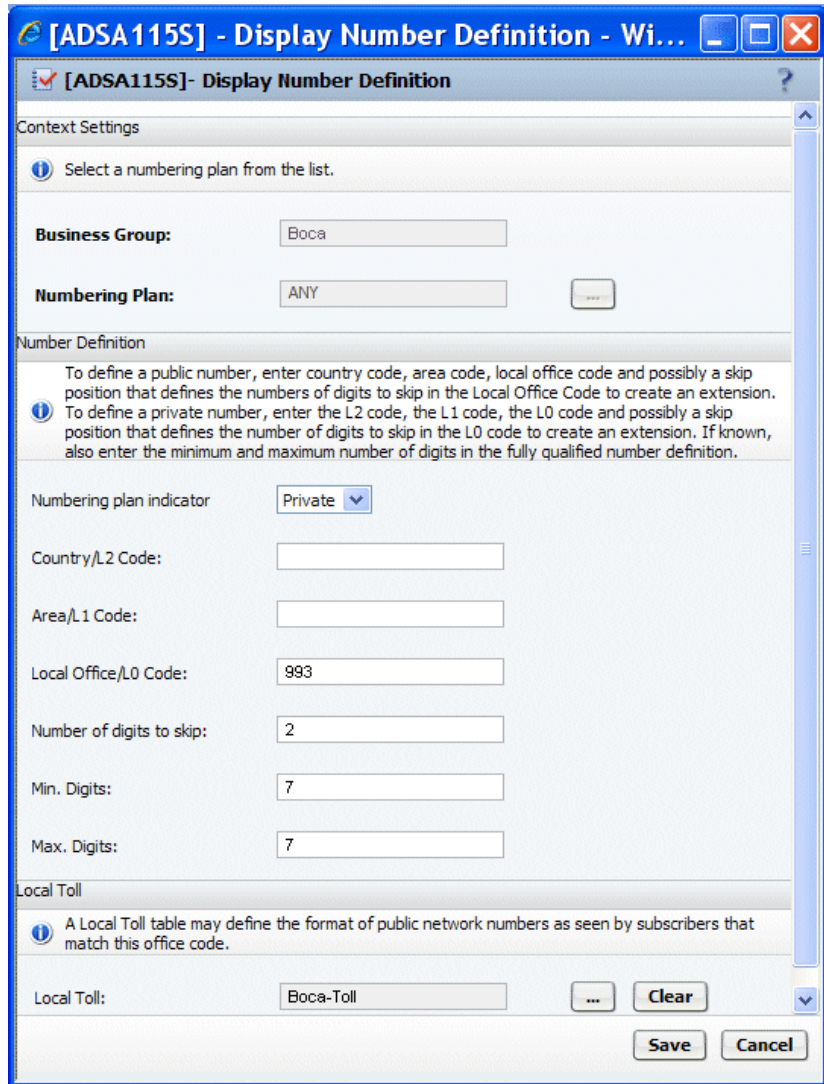 [ADSA115S] - Display Number Definition - Wi...
[ADSA115S]- Display Number Definition ?
Context Settings
Select a numbering plan from the list.
Business Group: Boca
Numbering Plan: ANY ...
Number Definition
To define a public number, enter country code, area code, local office code and possibly a skip
position that defines the numbers of digits to skip in the Local Office Code to create an extension.
To define a private number, enter the L2 code, the L1 code, the L0 code and possibly a skip
position that defines the number of digits to skip in the L0 code to create an extension. If known,
also enter the minimum and maximum number of digits in the fully qualified number definition.
Numbering plan indicator Private
Country/L2 Code:
Area/L1 Code:
Local Office/L0 Code: 993
Number of digits to skip: 2
Min. Digits: 7
Max. Digits: 7
Local Toll
A Local Toll table may define the format of public network numbers as seen by subscribers that
match this office code.
Local Toll: Boca-Toll ... Clear
Save Cancel